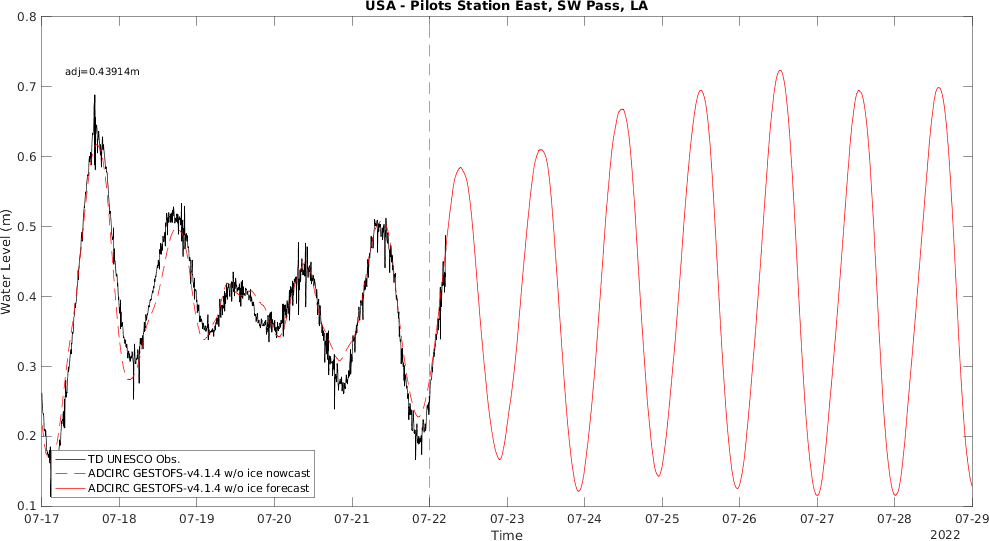 USA - Pilots Station East, SW Pass, LA
adj=0.43914m
0.8
0.7
0.6
0.5
0.4
0.3
0.2
0.1
Water Level (m)
TD UNESCO Obs.
ADCIRC GESTOFS-v4.1.4 w/o ice nowcast
ADCIRC GESTOFS-v4.1.4 w/o ice forecast
07-17 07-18 07-19 07-20 07-21 07-22 07-23 07-24 07-25 07-26 07-27 07-28 07-29
Time
2022